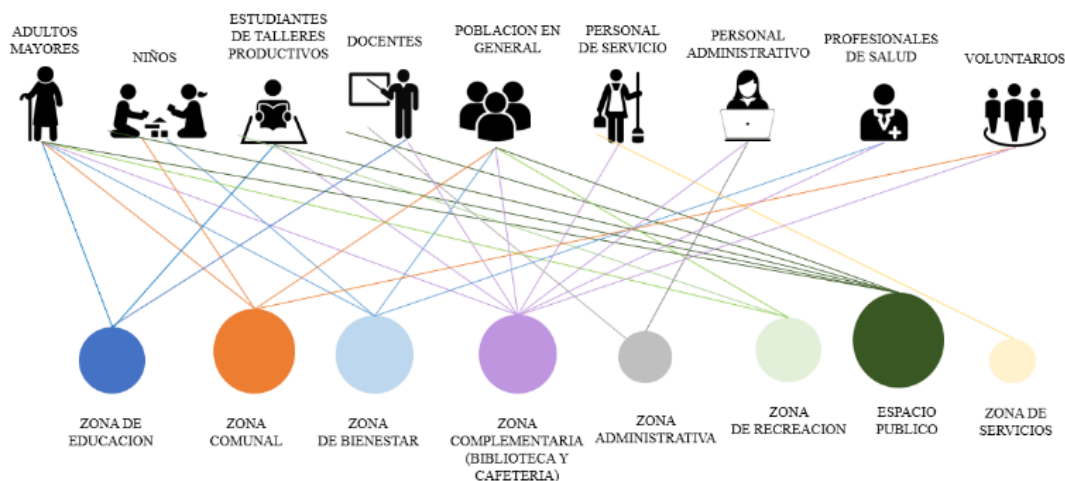 ADULTOS
MAYORES
NIÑOS
ESTUDIANTES
DE TALLERES
PRODUCTIVOS
DOCENTES
POBLACION EN
GENERAL
PERSONAL
DE SERVICIO
PERSONAL
ADMINISTRATIVO
PROFESIONALES
DE SALUD
VOLUNTARIOS
ZONA DE
EDUCACION
ZONA
COMUNAL
ZONA
DE BIENESTAR
ZONA
COMPLEMENTARIA
(BIBLIOTECA Y
CAFETERIA)
ZONA
ADMINISTRATIVA
ZONA
DE RECREACION
ESPACIO
PUBLICO
ZONA DE
SERVICIOS